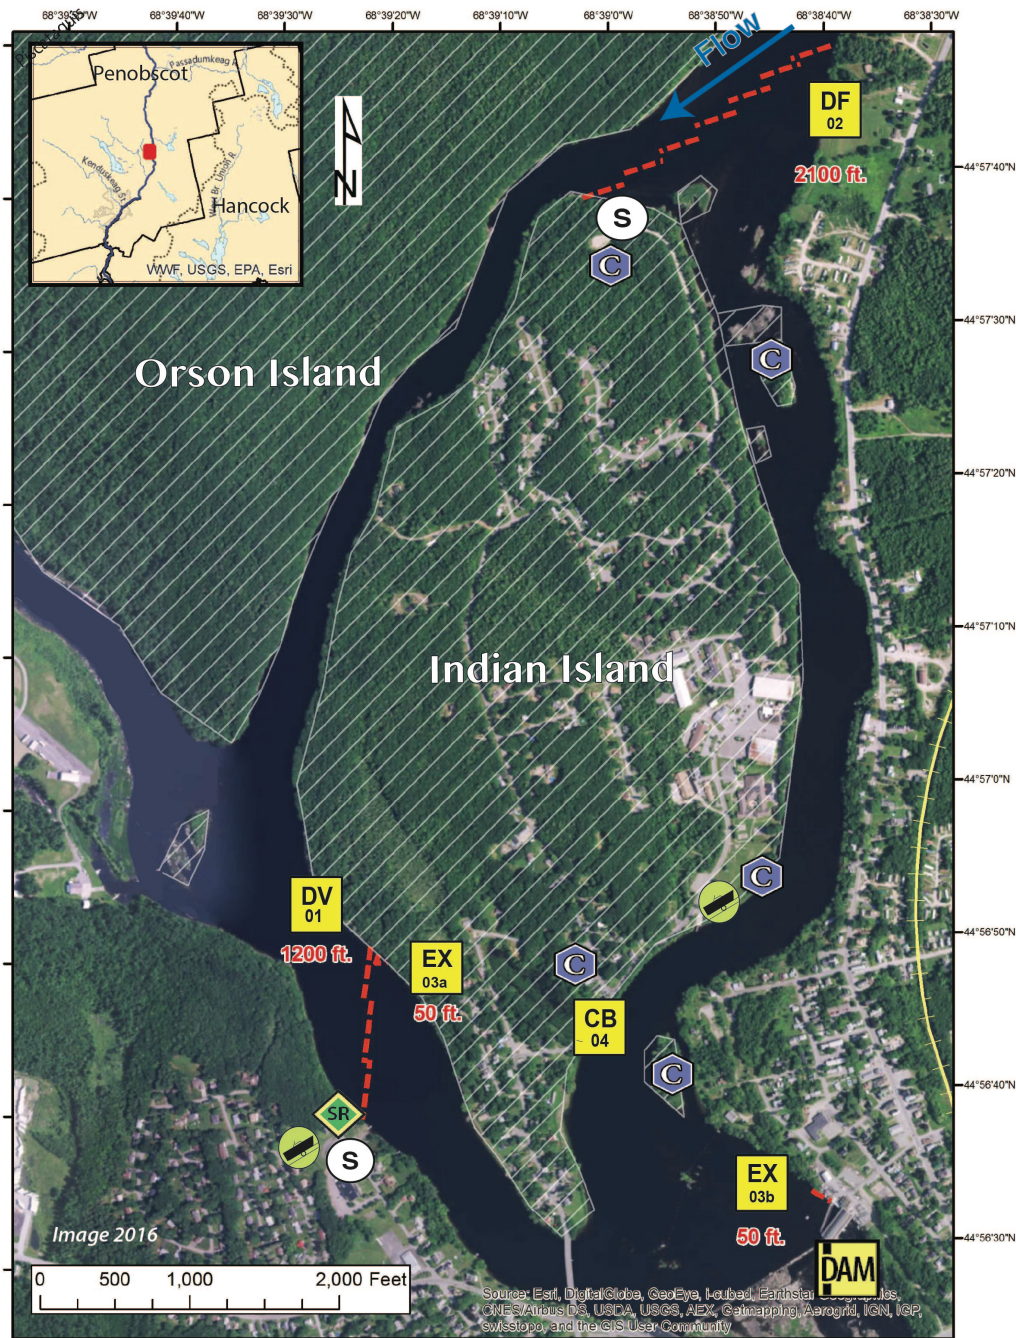 68°39'40"W 68°39'30"W 68°39'20"W 68°39'10"W 68°39'0"W 68°38'50"W 68°38'40"W 68°38'30"W
Penobscot
Passadumkeag R.
Kenduskeag St.
Hancock
WWF, USGS, EPA, Esri
N
Flow
DF
02
2100 ft.
44°57'40"N
S
C
44°57'30"N
C
Orson Island
44°57'20"N
44°57'10"N
Indian Island
44°57'0"N
C
DV
01
1200 ft.
44°56'50"N
EX
03a
50 ft.
C
CB
04
C
44°56'40"N
SR
S
EX
03b
50 ft.
Image 2016
44°56'30"N
DAM
0 500 1,000 2,000 Feet
Source: Esri, DigitalGlobe, GeoEye, i-cubed, Earthstar Geographics,
CNES/Airbus DS, USDA, USGS, AEX, Getmapping, Aerogrid, IGN, IGP,
swisstopo, and the GIS User Community